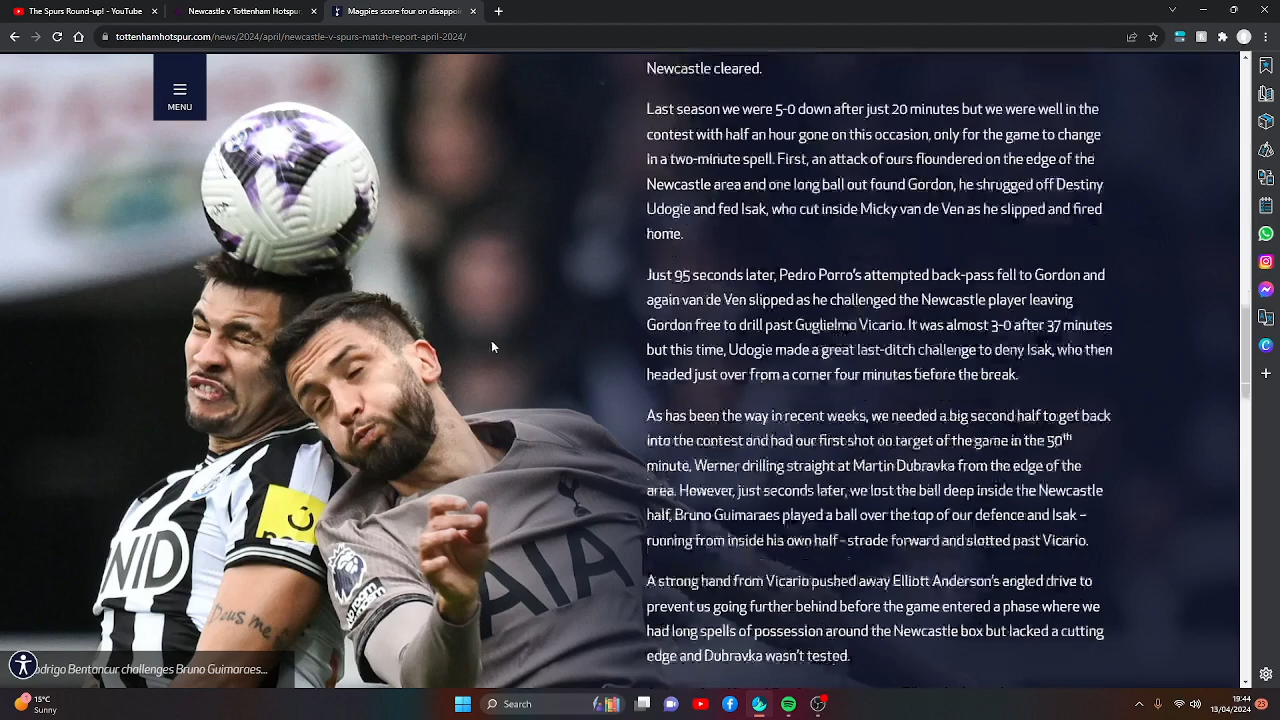 The Spurs Round-up! - YouTube
Newcastle v Tottenham Hotspur
Magpies score four on disappoi
tottenhamhotspur.com/news/2024/april/newcastle-v-spurs-match-report-april-2024/
MENU
Newcastle cleared.
Last season we were 5-0 down after just 20 minutes but we were well in the
contest with half an hour gone on this occasion, only for the game to change
in a two-minute spell. First, an attack of ours floundered on the edge of the
Newcastle area and one long ball out found Gordon, he shrugged off Destiny
Udogie and fed Isak, who cut inside Micky van de Ven as he slipped and fired
home.
Just 95 seconds later, Pedro Porro's attempted back-pass fell to Gordon and
again van de Ven slipped as he challenged the Newcastle player leaving
Gordon free to drill past Guglielmo Vicario. It was almost 3-0 after 37 minutes
but this time, Udogie made a great last-ditch challenge to deny Isak, who then
headed just over from a corner four minutes before the break.
As has been the way in recent weeks, we needed a big second half to get back
into the contest and had our first shot on target of the game in the 50th
minute, Werner drilling straight at Martin Dubravka from the edge of the
area. However, just seconds later, we lost the ball deep inside the Newcastle
half, Bruno Guimaraes played a ball over the top of our defence and Isak –
running from inside his own half – strode forward and slotted past Vicario.
A strong hand from Vicario pushed away Elliott Anderson's angled drive to
prevent us going further behind before the game entered a phase where we
had long spells of possession around the Newcastle box but lacked a cutting
edge and Dubravka wasn't tested.
AIA
Deus me
odrigo Bentancur challenges Bruno Guimaraes...
15°C
Sunny
Search
19:44
13/04/2024